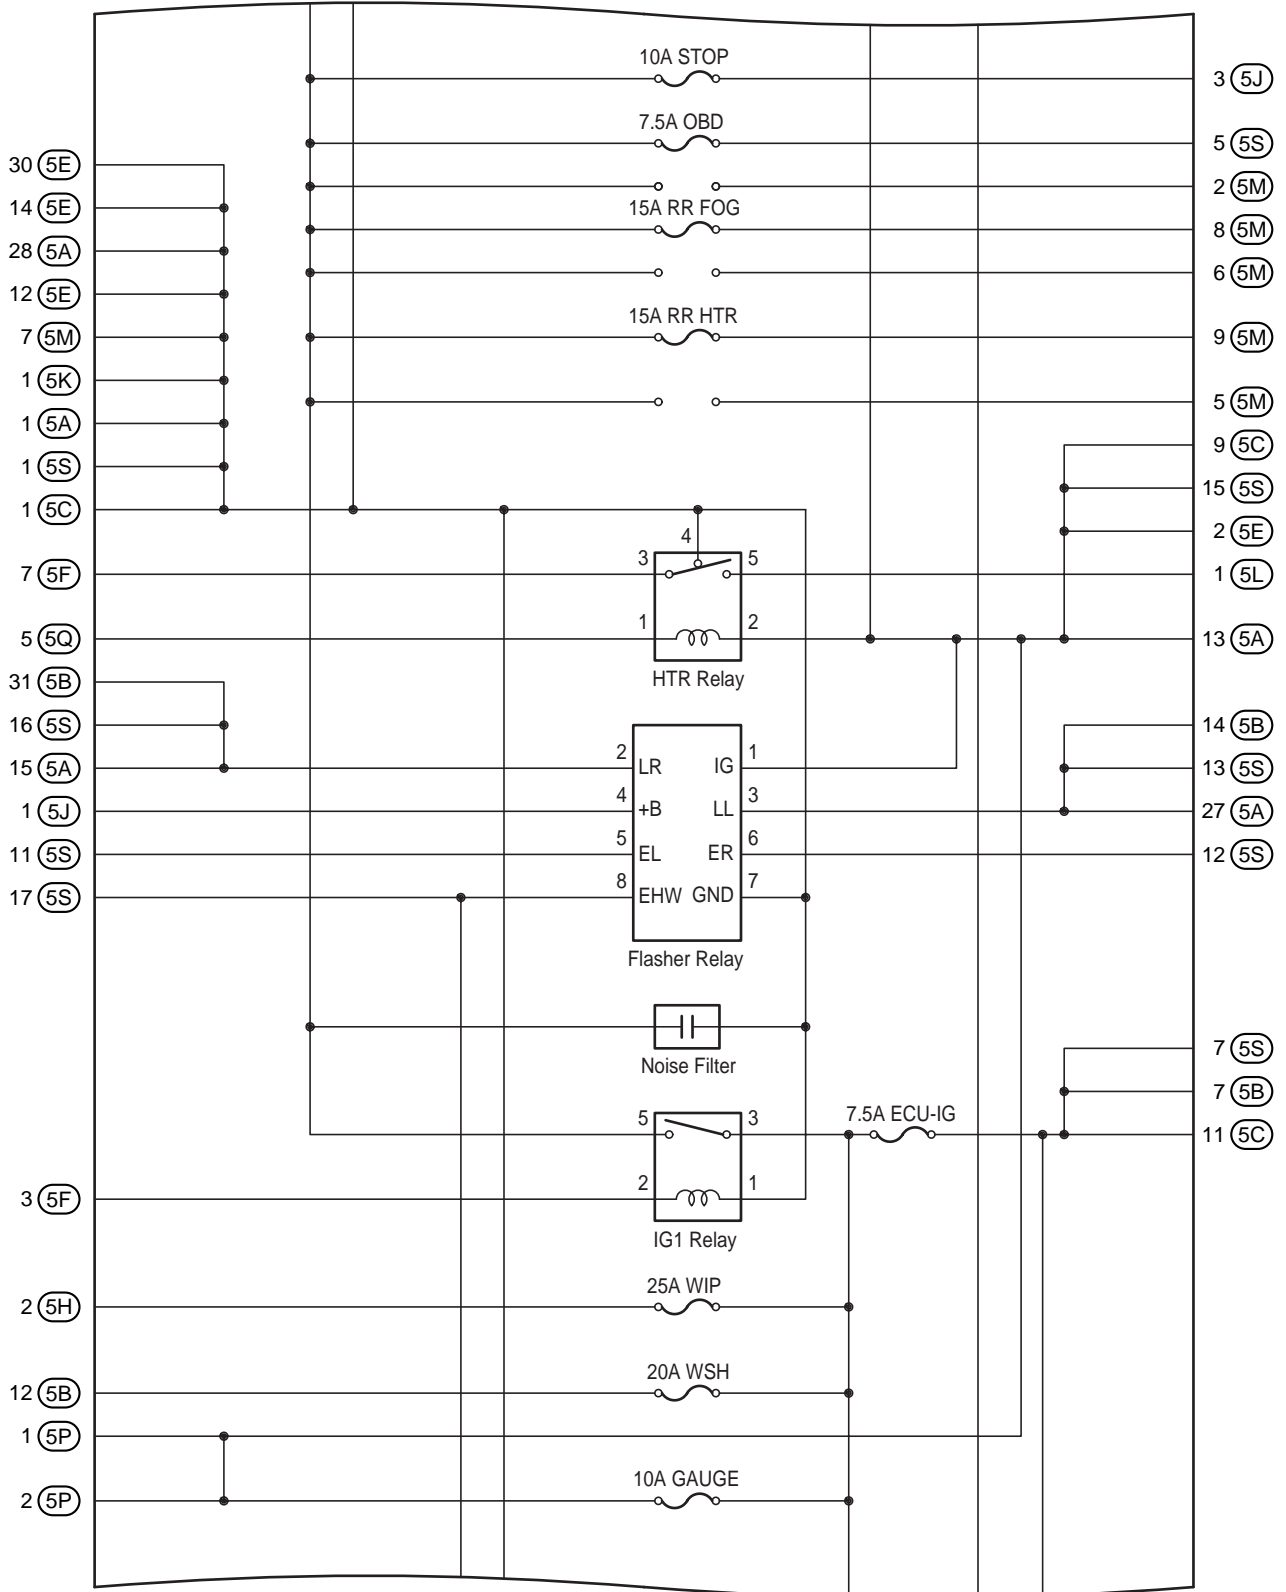 10A STOP
3 5J
7.5A OBD
5 5S
30 5E
2 5M
14 5E
15A RR FOG
8 5M
28 5A
6 5M
12 5E
7 5M
15A RR HTR
9 5M
1 5K
5 5M
1 5A
9 5C
1 5S
15 5S
1 5C
2 5E
4
3 5
7 5F
1 5L
1 2
5 5Q
13 5A
HTR Relay
31 5B
16 5S
14 5B
2 LR IG 1
15 5A
13 5S
4 +B LL 3
1 5J
27 5A
5 EL ER 6
11 5S
12 5S
8 EHW GND 7
17 5S
Flasher Relay
Noise Filter
7 5S
7 5B
5 3
7.5A ECU-IG
11 5C
2 1
3 5F
IG1 Relay
25A WIP
2 5H
20A WSH
12 5B
1 5P
10A GAUGE
2 5P